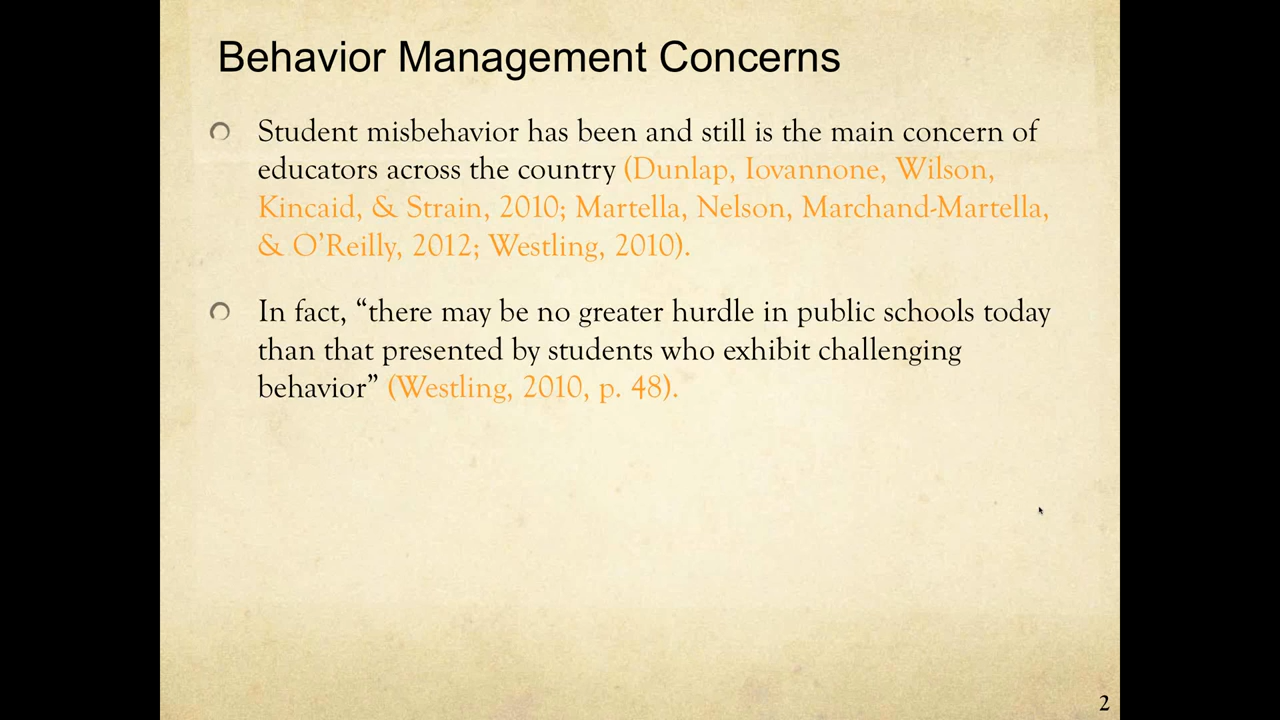 Behavior Management Concerns
Student misbehavior has been and still is the main concern of
educators across the country (Dunlap, Iovannone, Wilson,
Kincaid, & Strain, 2010; Martella, Nelson, Marchand-Martella,
& O’Reilly, 2012; Westling, 2010).
In fact, “there may be no greater hurdle in public schools today
than that presented by students who exhibit challenging
behavior” (Westling, 2010, p. 48).
2